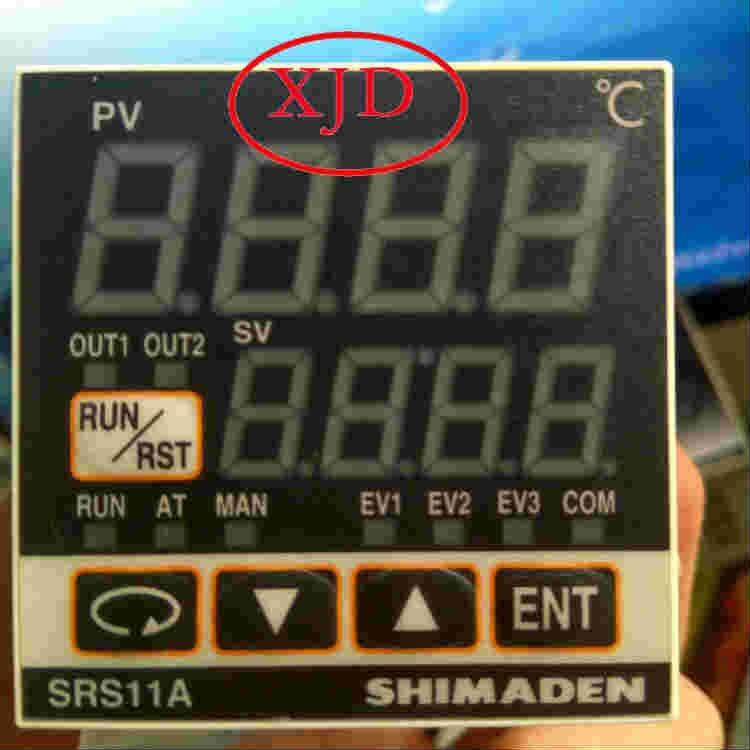 XJD
PV °C
OUT1 OUT2 SV
RUN/RST
RUN AT MAN EV1 EV2 EV3 COM
ENT
SRS11A SHIMADEN